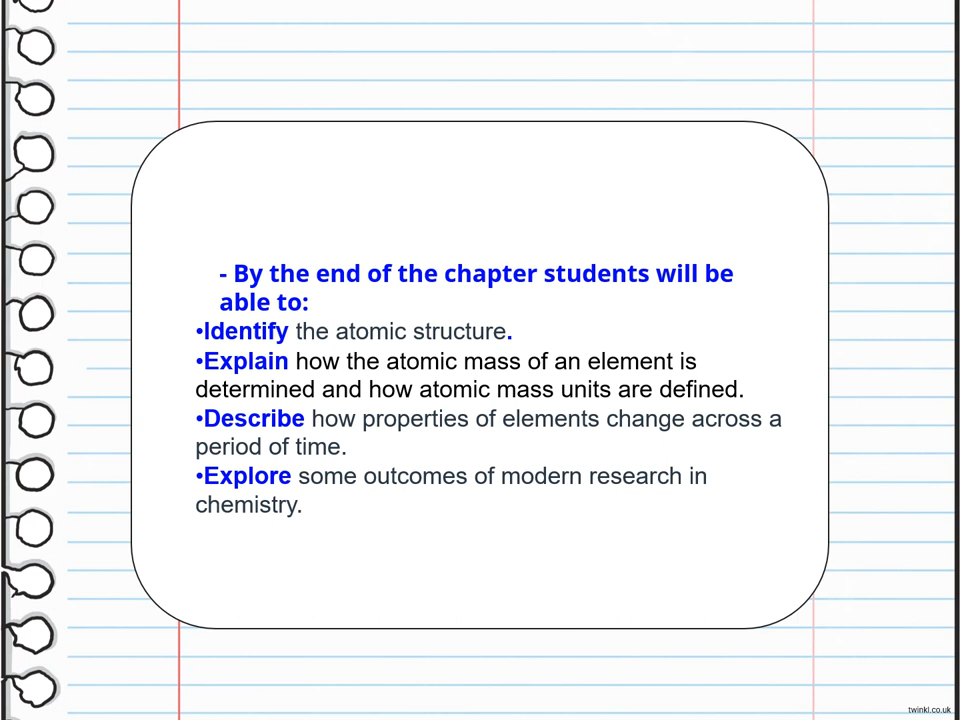 - By the end of the chapter students will be
able to:
•Identify the atomic structure.
•Explain how the atomic mass of an element is
determined and how atomic mass units are defined.
•Describe how properties of elements change across a
period of time.
•Explore some outcomes of modern research in
chemistry.
twinkl.co.uk